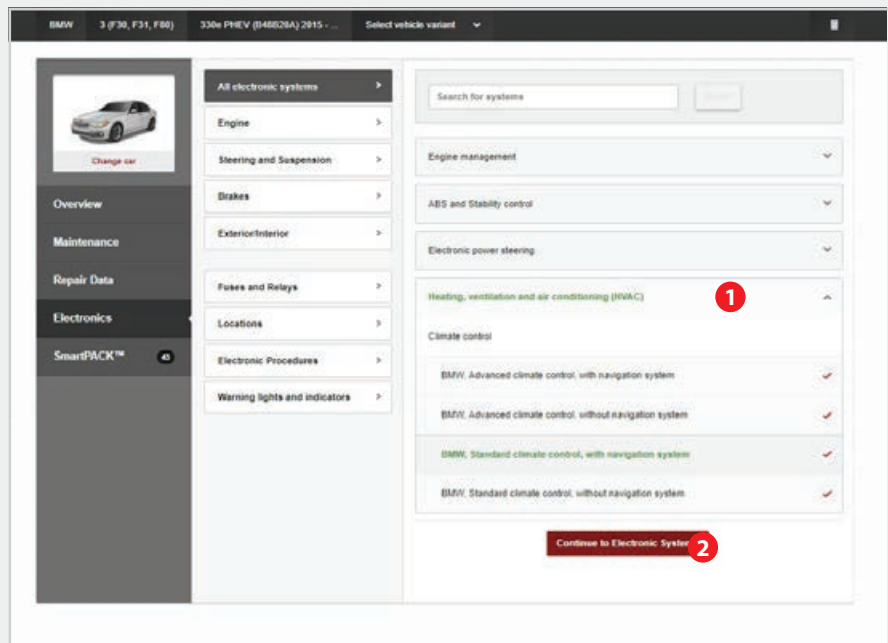 BMW 3 (F30, F31, F80) 330e PHEV (B46B20A) 2015 - ... Select vehicle variant
Change car
Overview
Maintenance
Repair Data
Electronics
SmartPACK™ 45
All electronic systems
Engine
Steering and Suspension
Brakes
Exterior/Interior
Fuses and Relays
Locations
Electronic Procedures
Warning lights and indicators
Search for systems
Engine management
ABS and Stability control
Electronic power steering
Heating, ventilation and air conditioning (HVAC) 1
Climate control
BMW, Advanced climate control, with navigation system
BMW, Advanced climate control, without navigation system
BMW, Standard climate control, with navigation system
BMW, Standard climate control, without navigation system
Continue to Electronic System 2